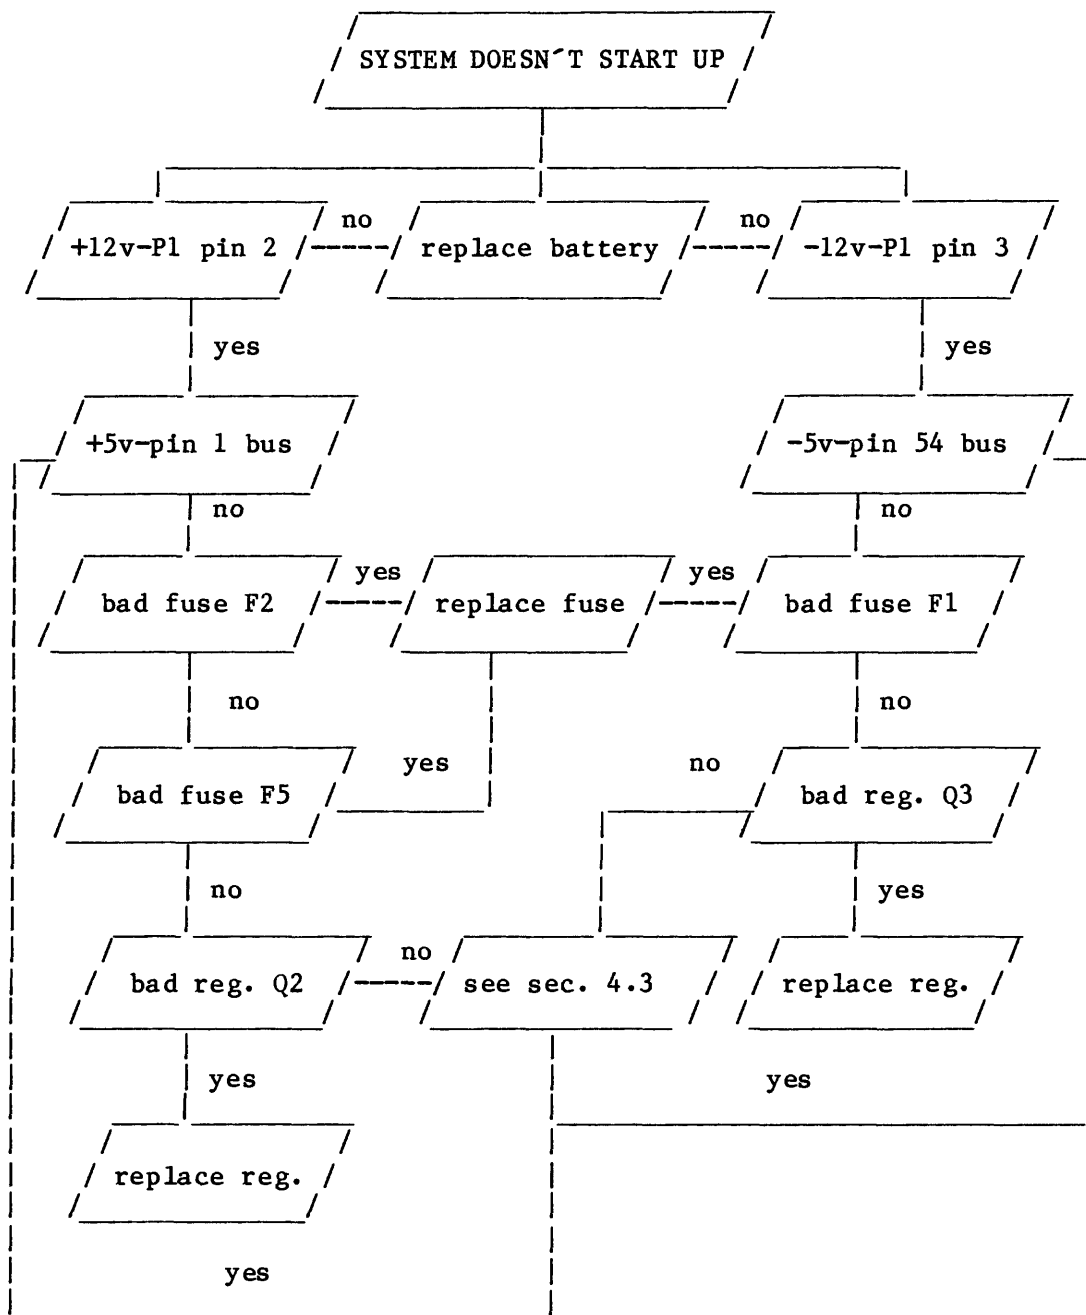 SYSTEM DOESN´T START UP
no
no
+12v-P1 pin 2
replace battery
-12v-P1 pin 3
yes
yes
+5v-pin 1 bus
-5v-pin 54 bus
no
no
yes
yes
bad fuse F2
replace fuse
bad fuse F1
no
no
yes
no
bad fuse F5
bad reg. Q3
no
yes
no
bad reg. Q2
see sec. 4.3
replace reg.
yes
yes
replace reg.
yes